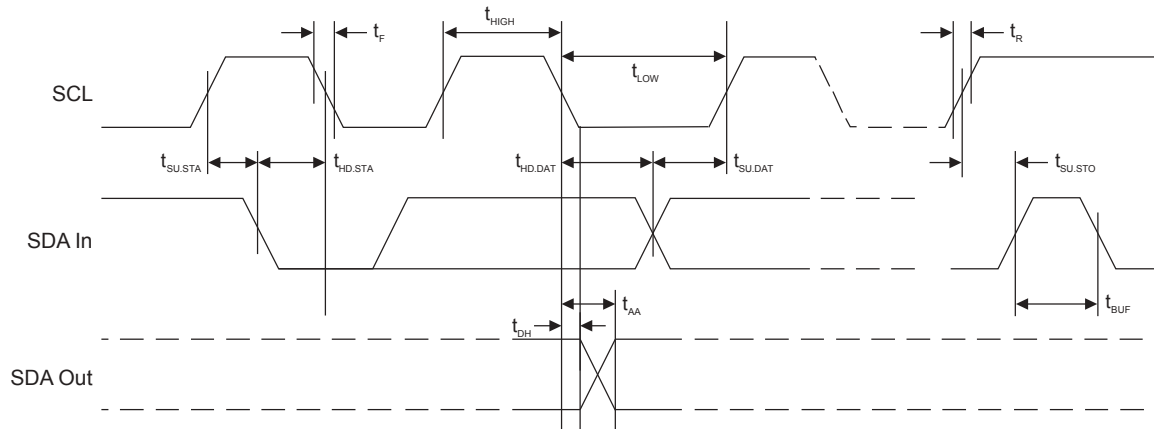 t_HIGH
t_F
t_R
t_LOW
SCL
t_SU.STA
t_HD.STA
t_HD.DAT
t_SU.DAT
t_SU.STO
SDA In
t_AA
t_BUF
t_DH
SDA Out